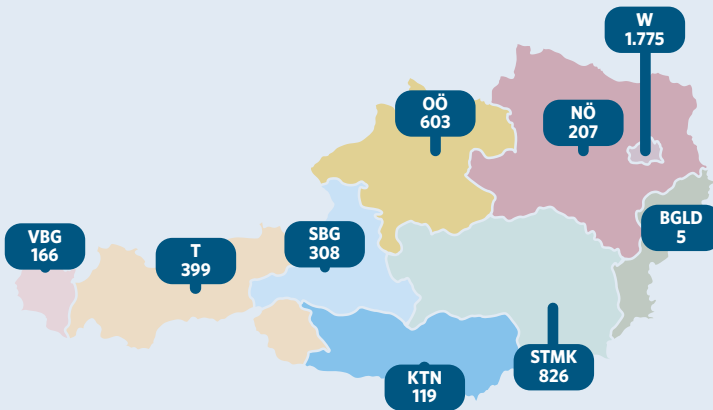 W
1.775
OÖ
603
NÖ
207
BGLD
5
VBG
166
T
399
SBG
308
STMK
826
KTN
119